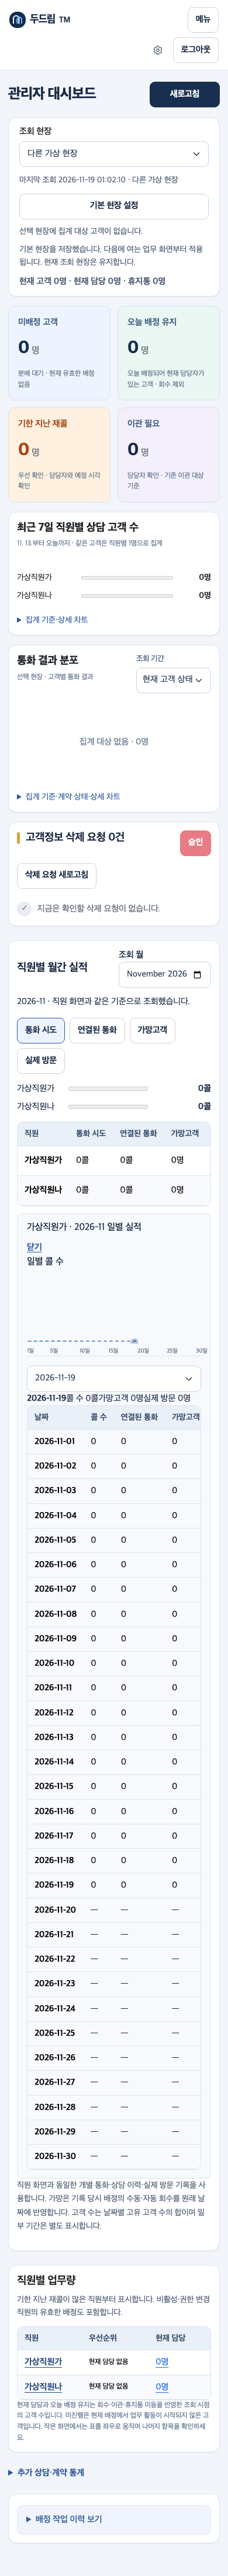 두드림 TM
메뉴
로그아웃
관리자 대시보드
새로고침
조회 현장
다른 가상 현장
마지막 조회 2026-11-19 01:02:10 · 다른 가상 현장
기본 현장 설정
선택 현장에 집계 대상 고객이 없습니다.
기본 현장을 저장했습니다. 다음에 여는 업무 화면부터 적용
됩니다. 현재 조회 현장은 유지합니다.
현재 고객 0명 · 현재 담당 0명 · 휴지통 0명
미배정 고객
0 명
분배 대기 · 현재 유효한 배정
없음
오늘 배정 유지
0 명
오늘 배정되어 현재 담당자가
있는 고객 · 회수 제외
기한 지난 재콜
0 명
우선 확인 · 담당자와 예정 시각
확인
이관 필요
0 명
담당자 확인 · 기존 이관 대상
기준
최근 7일 직원별 상담 고객 수
11. 13.부터 오늘까지 · 같은 고객은 직원별 1명으로 집계
가상직원가 0명
가상직원나 0명
▶ 집계 기준·상세 차트
통화 결과 분포
선택 현장 · 고객별 통화 결과
조회 기간
현재 고객 상태
집계 대상 없음 · 0명
▶ 집계 기준·계약 상태·상세 차트
고객정보 삭제 요청 0건
승인
삭제 요청 새로고침
✓ 지금은 확인할 삭제 요청이 없습니다.
직원별 월간 실적
조회 월
November 2026
2026-11 · 직원 화면과 같은 기준으로 조회했습니다.
통화 시도 연결된 통화 가망고객
실제 방문
가상직원가 0콜
가상직원나 0콜
직원 통화 시도 연결된 통화 가망고객
가상직원가 0콜 0콜 0명
가상직원나 0콜 0콜 0명
가상직원가 · 2026-11 일별 실적
닫기
일별 콜 수
1일 5일 10일 15일 20일 25일 30일
2026-11-19
2026-11-19콜 수 0콜가망고객 0명실제 방문 0명
날짜 콜 수 연결된 통화 가망고객
2026-11-01 0 0 0
2026-11-02 0 0 0
2026-11-03 0 0 0
2026-11-04 0 0 0
2026-11-05 0 0 0
2026-11-06 0 0 0
2026-11-07 0 0 0
2026-11-08 0 0 0
2026-11-09 0 0 0
2026-11-10 0 0 0
2026-11-11 0 0 0
2026-11-12 0 0 0
2026-11-13 0 0 0
2026-11-14 0 0 0
2026-11-15 0 0 0
2026-11-16 0 0 0
2026-11-17 0 0 0
2026-11-18 0 0 0
2026-11-19 0 0 0
2026-11-20 — — —
2026-11-21 — — —
2026-11-22 — — —
2026-11-23 — — —
2026-11-24 — — —
2026-11-25 — — —
2026-11-26 — — —
2026-11-27 — — —
2026-11-28 — — —
2026-11-29 — — —
2026-11-30 — — —
직원 화면과 동일한 개별 통화·상담 이력·실제 방문 기록을 사
용합니다. 가망은 기록 당시 배정의 수동·자동 회수를 원래 날
짜에 반영합니다. 고객 수는 날짜별 고유 고객 수의 합이며 일
부 기간은 별도 표시합니다.
직원별 업무량
기한 지난 재콜이 많은 직원부터 표시합니다. 비활성·권한 변경
직원의 유효한 배정도 포함합니다.
직원 우선순위 현재 담당
가상직원가 현재 담당 없음 0명
가상직원나 현재 담당 없음 0명
현재 담당과 오늘 배정 유지는 회수·이관·휴지통 이동을 반영한 조회 시점
의 고객 수입니다. 미진행은 현재 배정에서 업무 활동이 시작되지 않은 고
객입니다. 작은 화면에서는 표를 좌우로 움직여 나머지 항목을 확인하세
요.
▶ 추가 상담·계약 통계
▶ 배정 작업 이력 보기